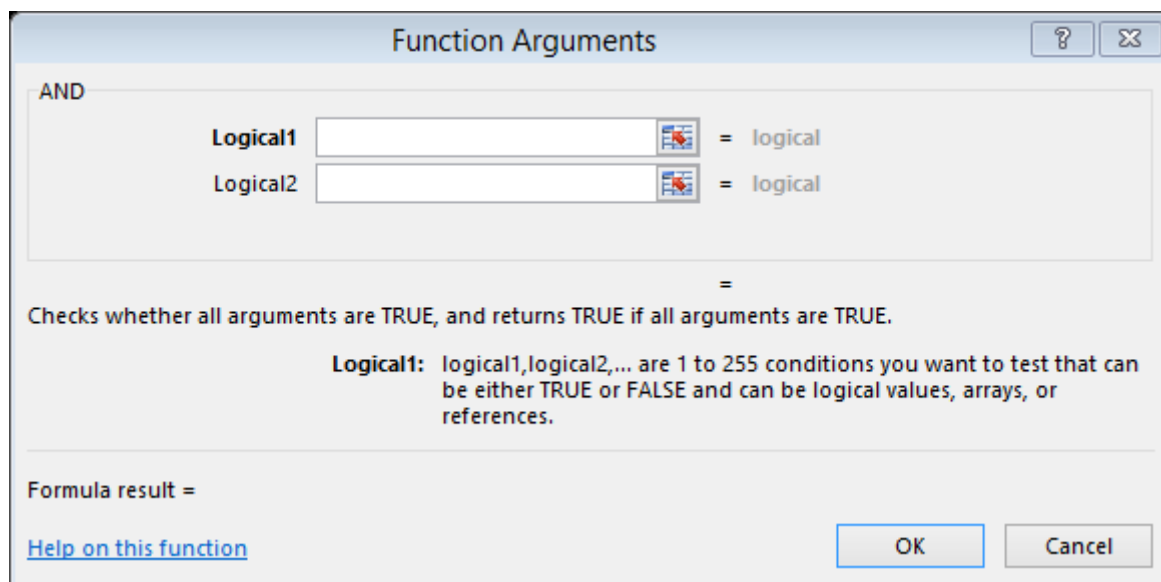 Function Arguments
AND
Logical1 = logical
Logical2 = logical
=
Checks whether all arguments are TRUE, and returns TRUE if all arguments are TRUE.
Logical1: logical1,logical2,... are 1 to 255 conditions you want to test that can
be either TRUE or FALSE and can be logical values, arrays, or
references.
Formula result =
Help on this function
OK
Cancel